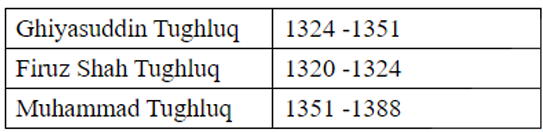 Ghiyasuddin Tughluq 1324 -1351
Firuz Shah Tughluq 1320 -1324
Muhammad Tughluq 1351 -1388